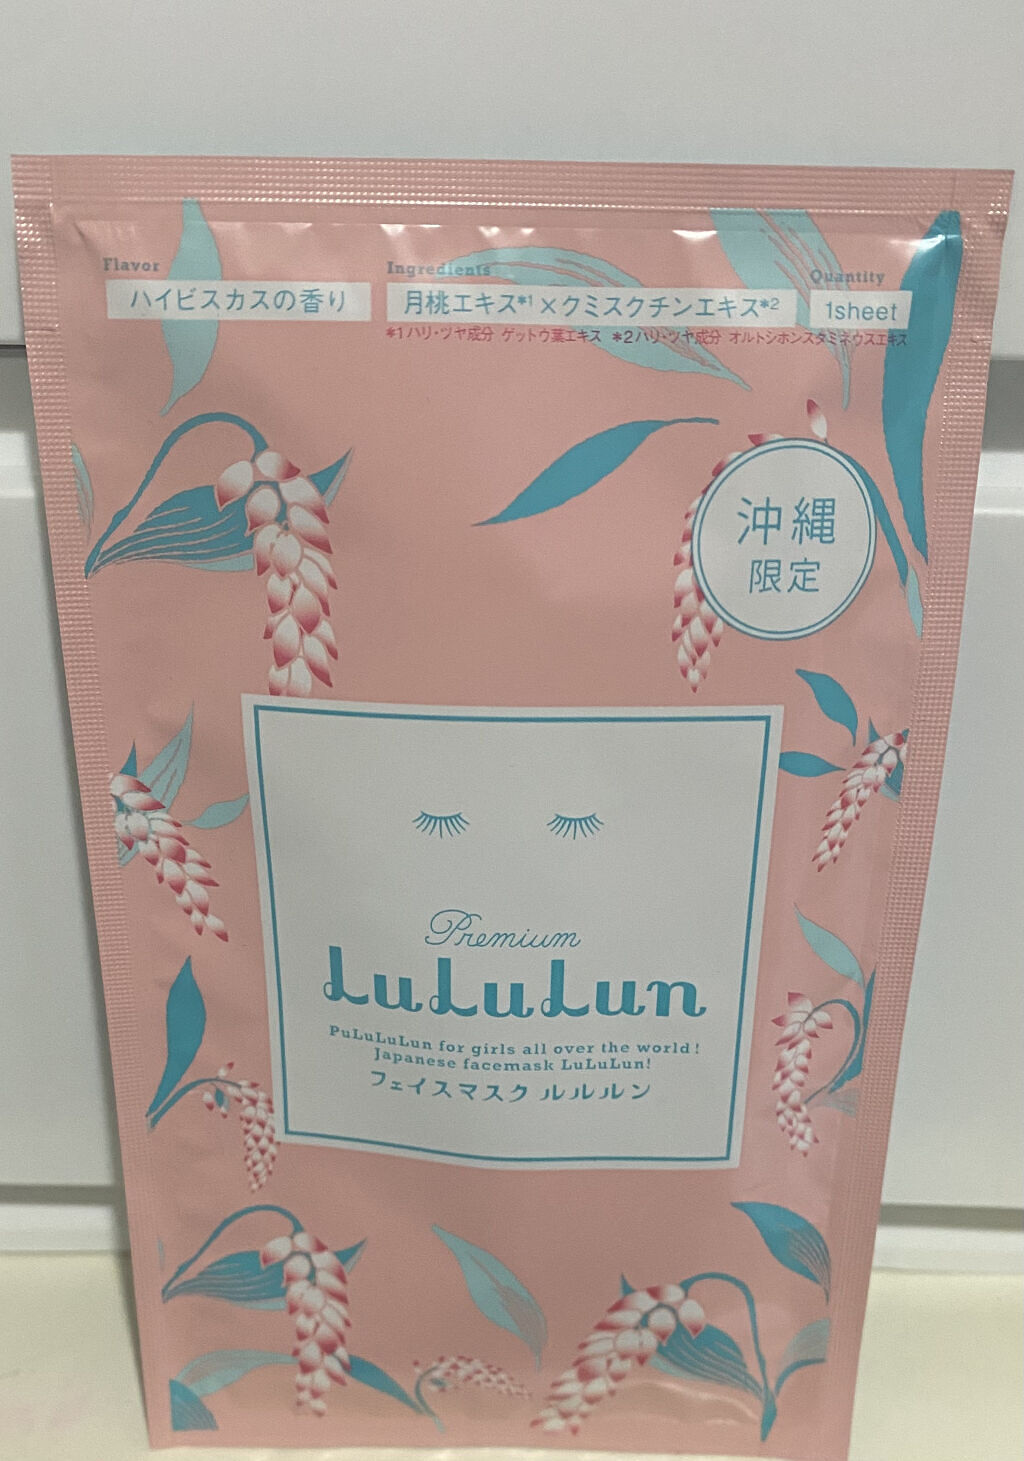 Flavor
ハイビスカスの香り
Ingredients
月桃エキス*1×クミスクチンエキス*2
Quantity
1sheet
*1ハリ・ツヤ成分 ゲットウ葉エキス *2ハリ・ツヤ成分 オルトシホンスタミネウスエキス
沖縄
限定
Premium
LuLuLun
PuLuLuLun for girls all over the world!
Japanese facemask LuLuLun!
フェイスマスク ルルルン